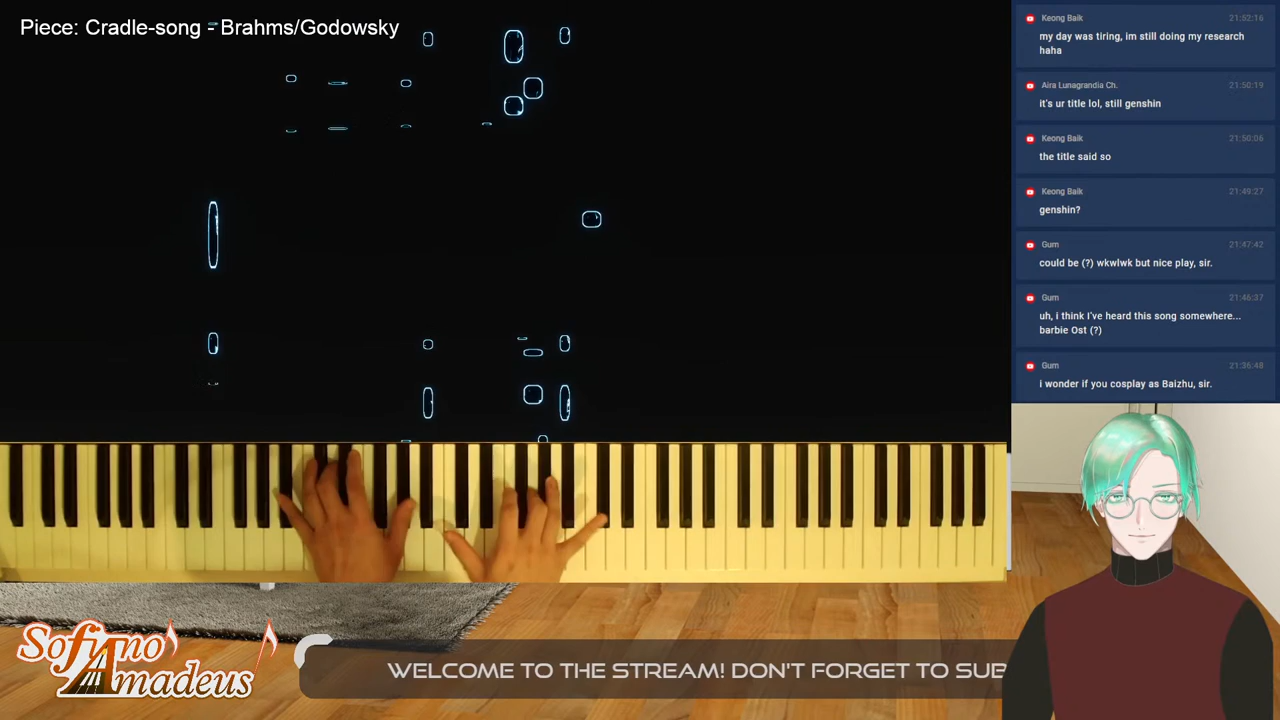 Piece: Cradle-song - Brahms/Godowsky
Keong Baik 21:52:16
my day was tiring, im still doing my research
haha
Aira Lunagrandia Ch. 21:50:19
it's ur title lol, still genshin
Keong Baik 21:50:06
the title said so
Keong Baik 21:49:27
genshin?
Gum 21:47:42
could be (?) wkwlwk but nice play, sir.
Gum 21:46:37
uh, i think I've heard this song somewhere...
barbie Ost (?)
Gum 21:36:48
i wonder if you cosplay as Baizhu, sir.
Sofiano
Amadeus
WELCOME TO THE STREAM! DON'T FORGET TO SUB